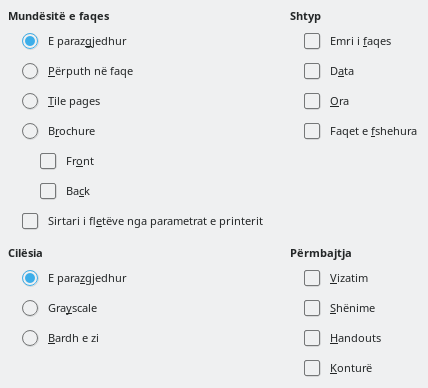 Mundësitë e faqes
E parazgjedhur
Përputh në faqe
Tile pages
Brochure
Front
Back
Sirtari i fletëve nga parametrat e printerit
Cilësia
E parazgjedhur
Grayscale
Bardh e zi
Shtyp
Emri i faqes
Data
Ora
Faqet e fshehura
Përmbajtja
Vizatim
Shënime
Handouts
Konturë